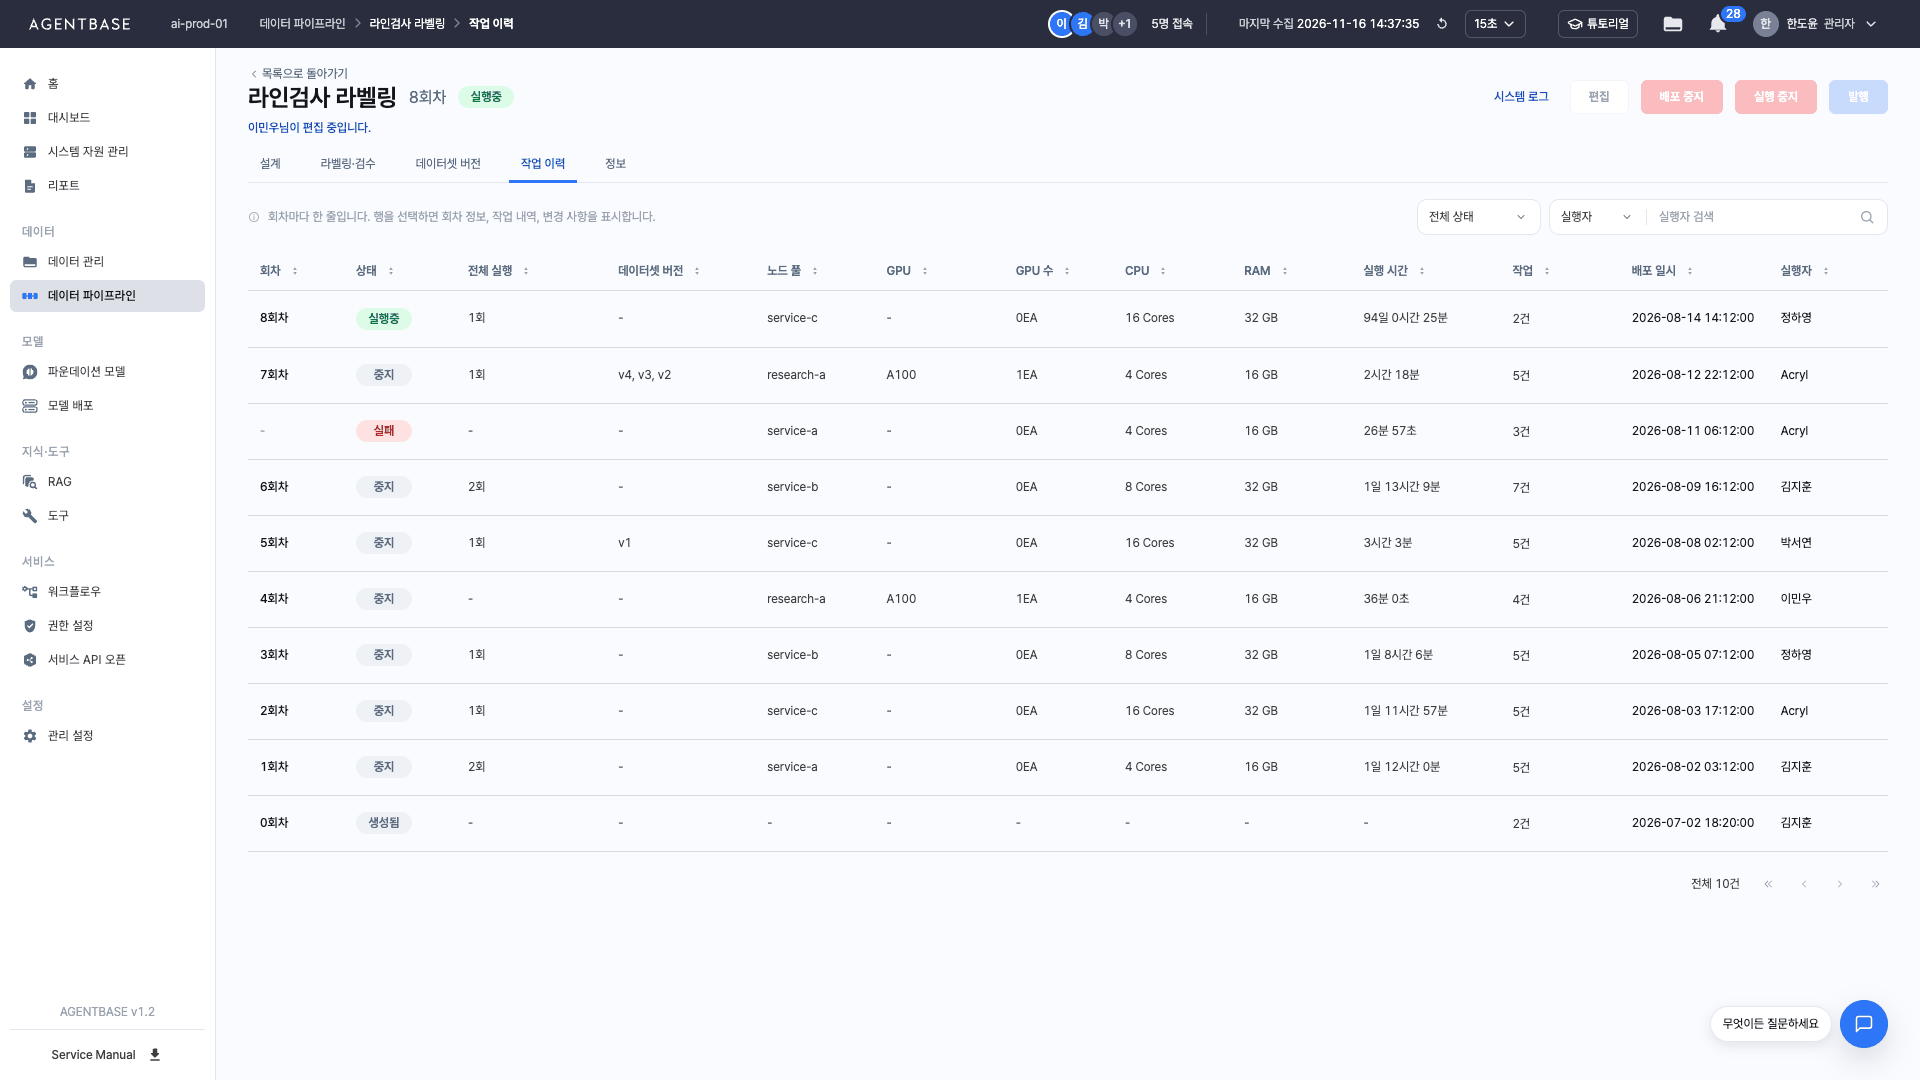 AGENTBASE
ai-prod-01
데이터 파이프라인 > 라인검사 라벨링 > 작업 이력
이 김 박 +1 5명 접속
마지막 수집 2026-11-16 14:37:35
15초
튜토리얼
28
한 한도윤 관리자
홈
대시보드
시스템 자원 관리
리포트
데이터
데이터 관리
데이터 파이프라인
모델
파운데이션 모델
모델 배포
지식·도구
RAG
도구
서비스
워크플로우
권한 설정
서비스 API 오픈
설정
관리 설정
AGENTBASE v1.2
Service Manual
목록으로 돌아가기
라인검사 라벨링 8회차 실행중
이민우님이 편집 중입니다.
시스템 로그 편집 배포 중지 실행 중지 발행
설계 라벨링·검수 데이터셋 버전 작업 이력 정보
회차마다 한 줄입니다. 행을 선택하면 회차 정보, 작업 내역, 변경 사항을 표시합니다.
전체 상태 실행자 실행자 검색
회차 상태 전체 실행 데이터셋 버전 노드 풀 GPU GPU 수 CPU RAM 실행 시간 작업 배포 일시 실행자
8회차 실행중 1회 - service-c - 0EA 16 Cores 32 GB 94일 0시간 25분 2건 2026-08-14 14:12:00 정하영
7회차 중지 1회 v4, v3, v2 research-a A100 1EA 4 Cores 16 GB 2시간 18분 5건 2026-08-12 22:12:00 Acryl
- 실패 - - service-a - 0EA 4 Cores 16 GB 26분 57초 3건 2026-08-11 06:12:00 Acryl
6회차 중지 2회 - service-b - 0EA 8 Cores 32 GB 1일 13시간 9분 7건 2026-08-09 16:12:00 김지훈
5회차 중지 1회 v1 service-c - 0EA 16 Cores 32 GB 3시간 3분 5건 2026-08-08 02:12:00 박서연
4회차 중지 - - research-a A100 1EA 4 Cores 16 GB 36분 0초 4건 2026-08-06 21:12:00 이민우
3회차 중지 1회 - service-b - 0EA 8 Cores 32 GB 1일 8시간 6분 5건 2026-08-05 07:12:00 정하영
2회차 중지 1회 - service-c - 0EA 16 Cores 32 GB 1일 11시간 57분 5건 2026-08-03 17:12:00 Acryl
1회차 중지 2회 - service-a - 0EA 4 Cores 16 GB 1일 12시간 0분 5건 2026-08-02 03:12:00 김지훈
0회차 생성됨 - - - - - - - - 2건 2026-07-02 18:20:00 김지훈
전체 10건
무엇이든 질문하세요